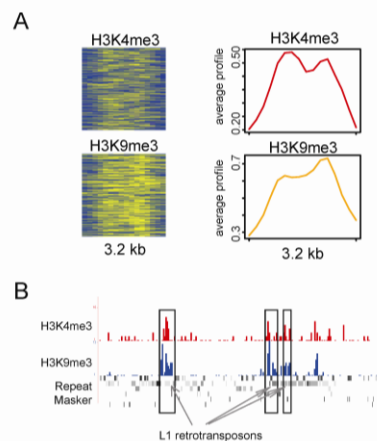 A
H3K4me3
H3K4me3
average profile
0.50
0.20
H3K9me3
H3K9me3
average profile
0.7
0.3
3.2 kb
3.2 kb
B
H3K4me3
H3K9me3
Repeat
Masker
L1 retrotransposons